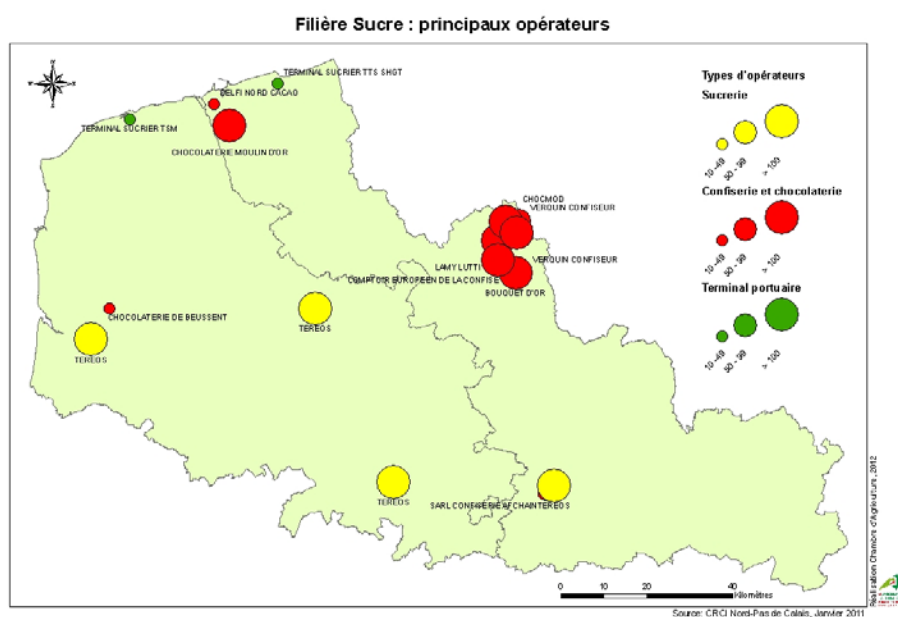 Filière Sucre : principaux opérateurs
TERMINAL SUCRIER TTS SHGT
DELFI NORD CACAO
TERMINAL SUCRIER TSM
CHOCOLATERIE MOULIN D'OR
CHOCMOD
VERQUIN CONFISEUR
LAMY LUTTI
VERQUIN CONFISEUR
COMPTOIR EUROPEEN DE LA CONFISE
BOUQUET D'OR
CHOCOLATERIE DE BEUSSENT
TEREOS
TEREOS
TEREOS
SARL CONFISERIE AFCHAIN
TEREOS
Types d'opérateurs
Sucrerie
10 -49
50 - 99
> 100
Confiserie et chocolaterie
10 -49
50 - 99
> 100
Terminal portuaire
10 -49
50 - 99
> 100
0 10 20 40
Kilomètres
Réalisation Chambre d'Agriculture, 2012
Source: CRCI Nord-Pas de Calais, Janvier 2011